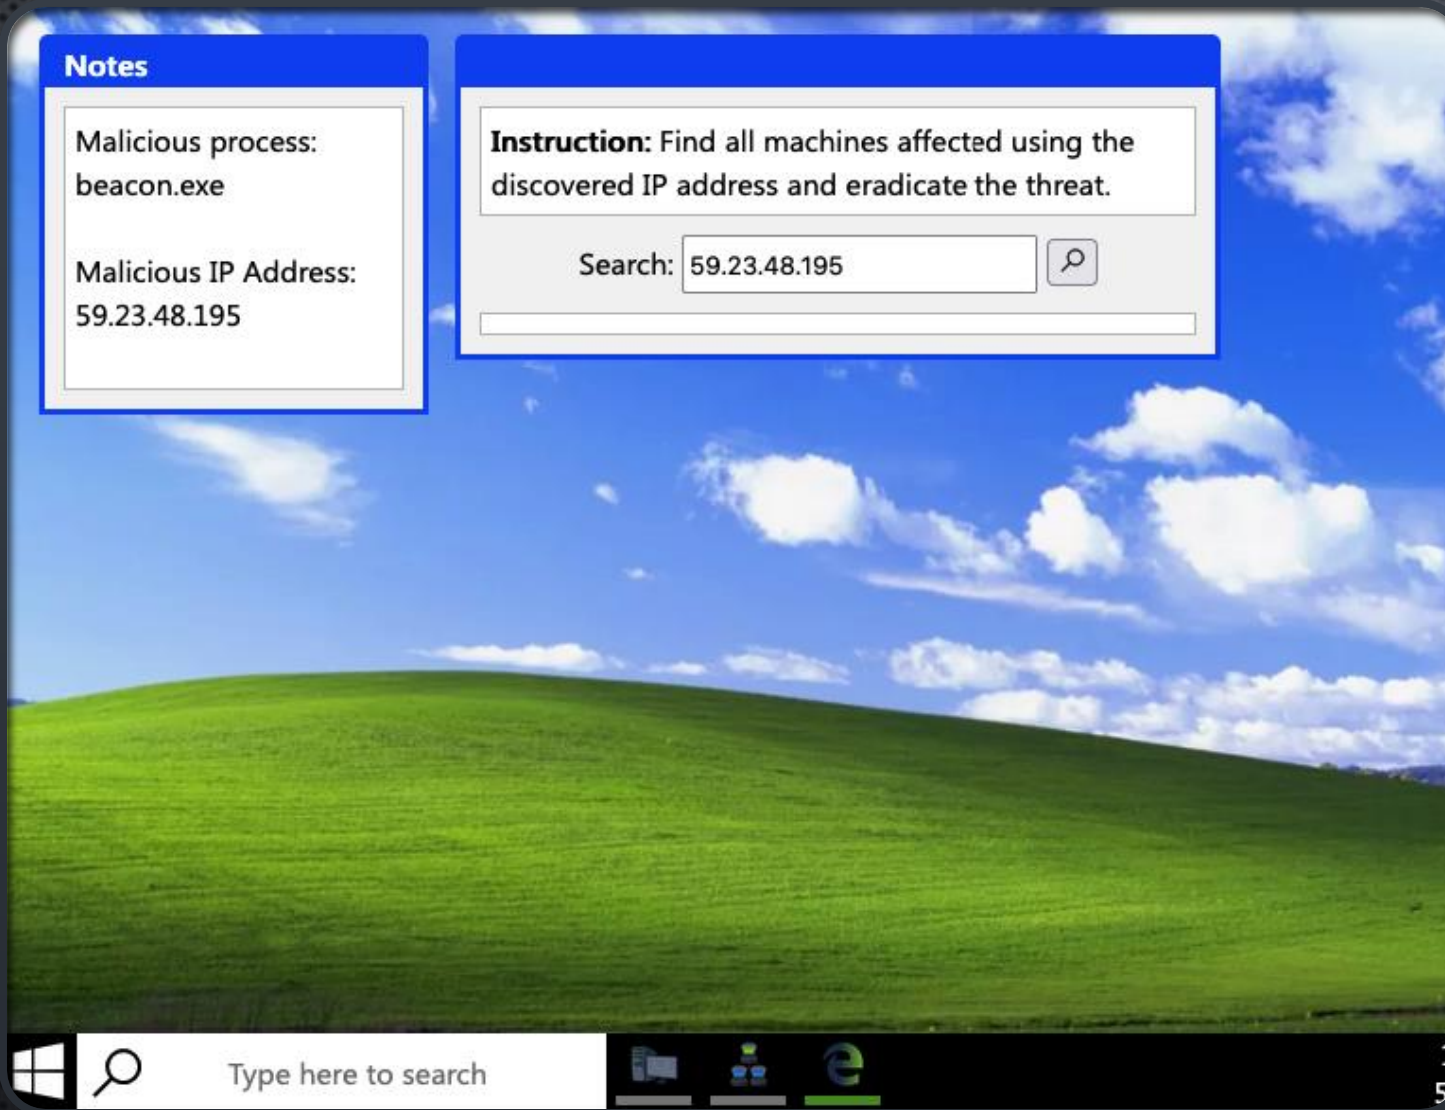 Notes
Malicious process:
beacon.exe
Malicious IP Address:
59.23.48.195
Instruction: Find all machines affected using the
discovered IP address and eradicate the threat.
Search: 59.23.48.195
Type here to search